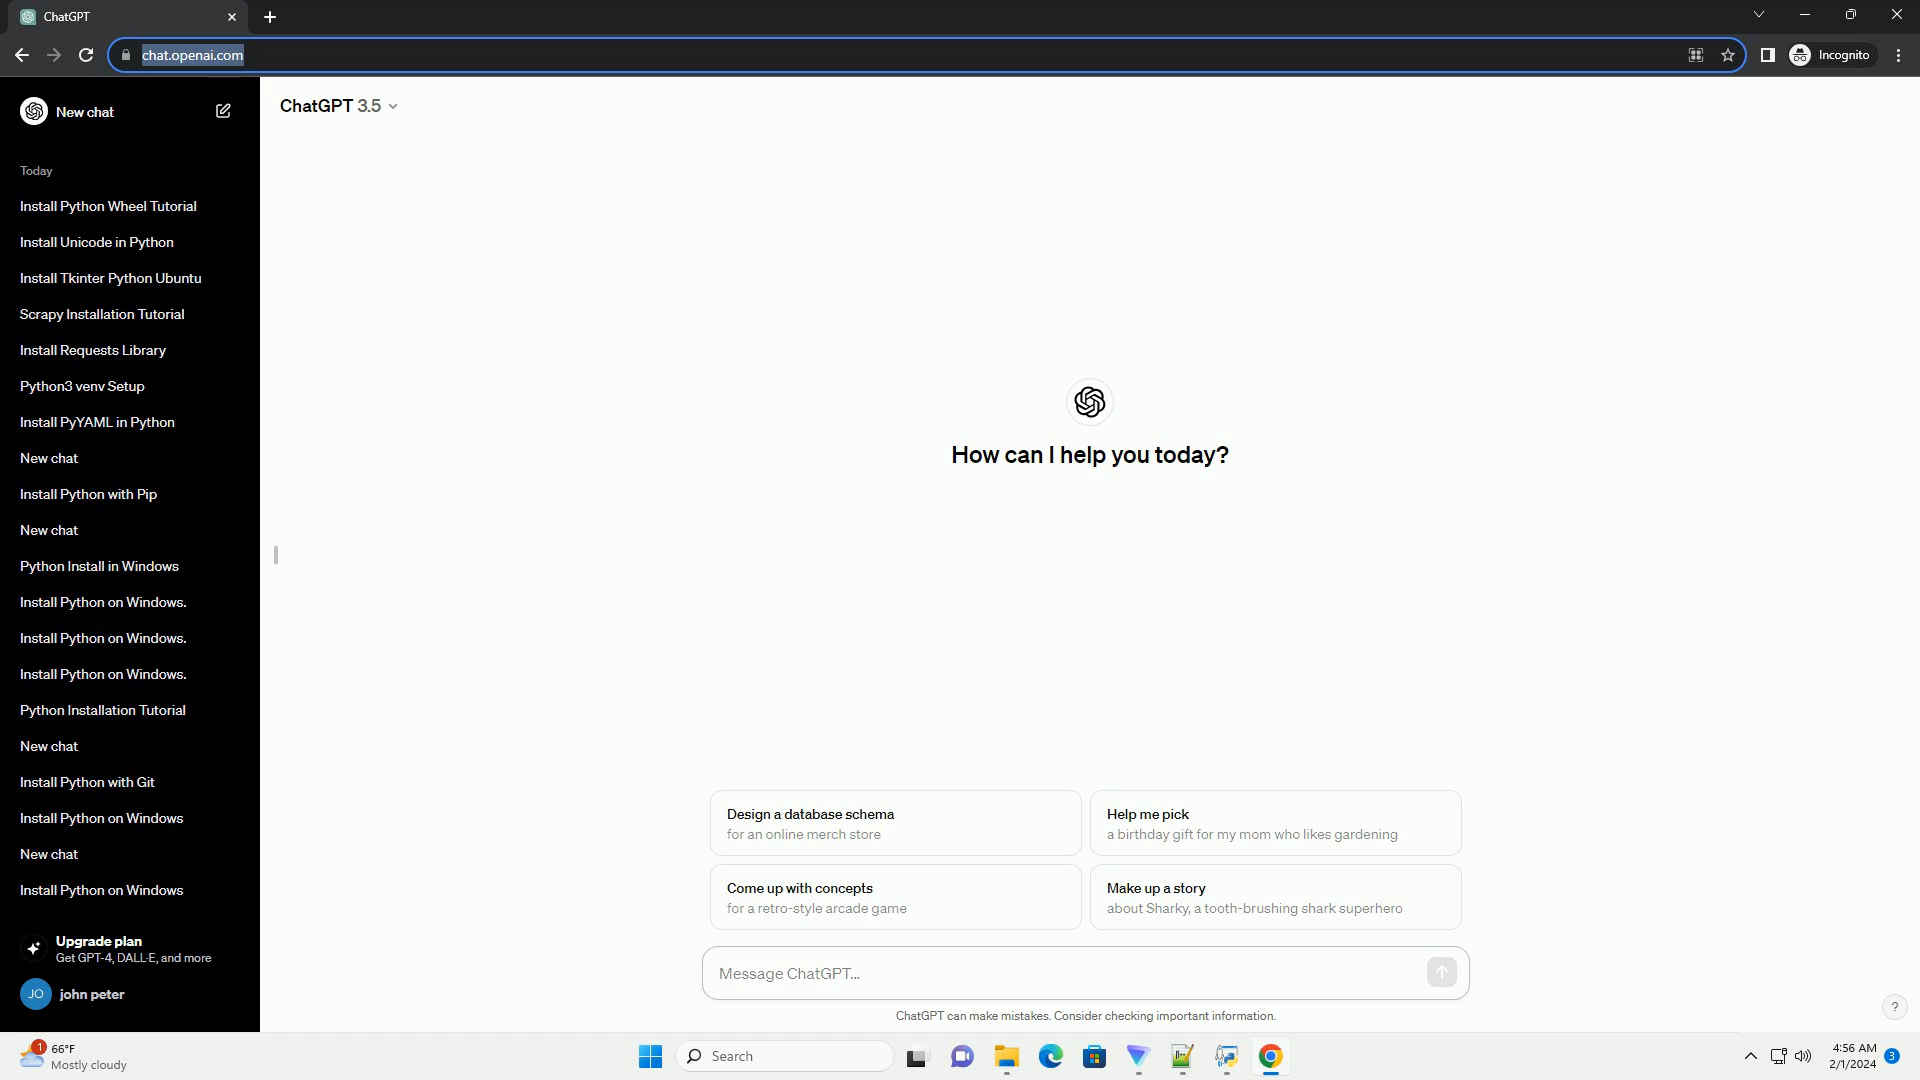 ChatGPT
chat.openai.com
Incognito
New chat
ChatGPT 3.5
Today
Install Python Wheel Tutorial
Install Unicode in Python
Install Tkinter Python Ubuntu
Scrapy Installation Tutorial
Install Requests Library
Python3 venv Setup
Install PyYAML in Python
New chat
Install Python with Pip
New chat
Python Install in Windows
Install Python on Windows.
Install Python on Windows.
Install Python on Windows.
Python Installation Tutorial
New chat
Install Python with Git
Install Python on Windows
New chat
Install Python on Windows
Upgrade plan
Get GPT-4, DALL·E, and more
JO
john peter
How can I help you today?
Design a database schema
for an online merch store
Help me pick
a birthday gift for my mom who likes gardening
Come up with concepts
for a retro-style arcade game
Make up a story
about Sharky, a tooth-brushing shark superhero
Message ChatGPT...
ChatGPT can make mistakes. Consider checking important information.
?
1
66°F
Mostly cloudy
Search
4:56 AM
2/1/2024
3